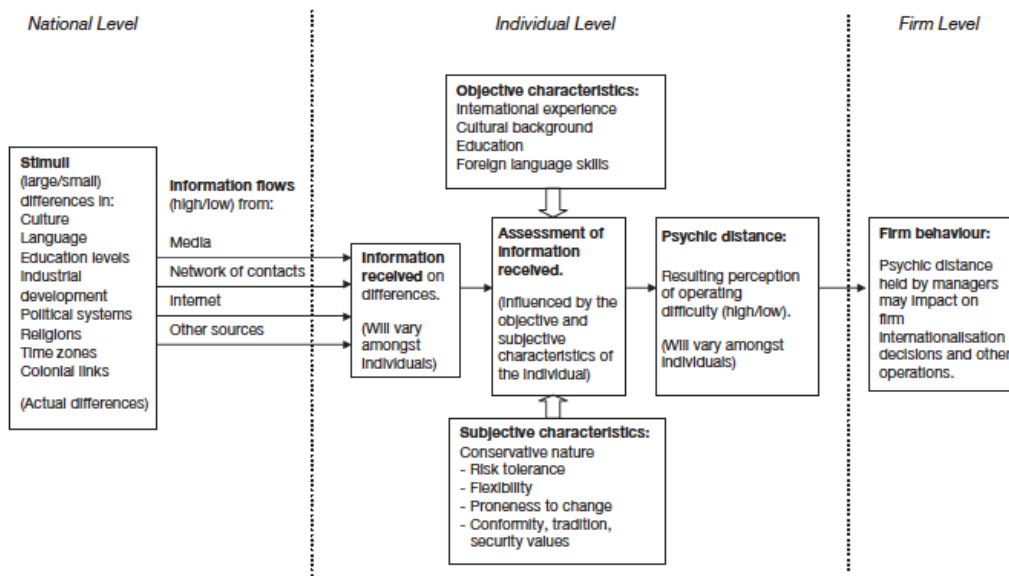 National Level
Individual Level
Firm Level
Objective characteristics:
International experience
Cultural background
Education
Foreign language skills
Stimuli
(large/small)
differences in:
Culture
Language
Education levels
Industrial
development
Political systems
Religions
Time zones
Colonial links
(Actual differences)
Information flows
(high/low) from:
Media
Network of contacts
Internet
Other sources
Information
received on
differences.
(Will vary
amongst
individuals)
Assessment of
information
received.
(Influenced by the
objective and
subjective
characteristics of
the individual)
Psychic distance:
Resulting perception
of operating
difficulty (high/low).
(Will vary amongst
individuals)
Firm behaviour:
Psychic distance
held by managers
may impact on
firm
internationalisation
decisions and other
operations.
Subjective characteristics:
Conservative nature
- Risk tolerance
- Flexibility
- Proneness to change
- Conformity, tradition,
security values